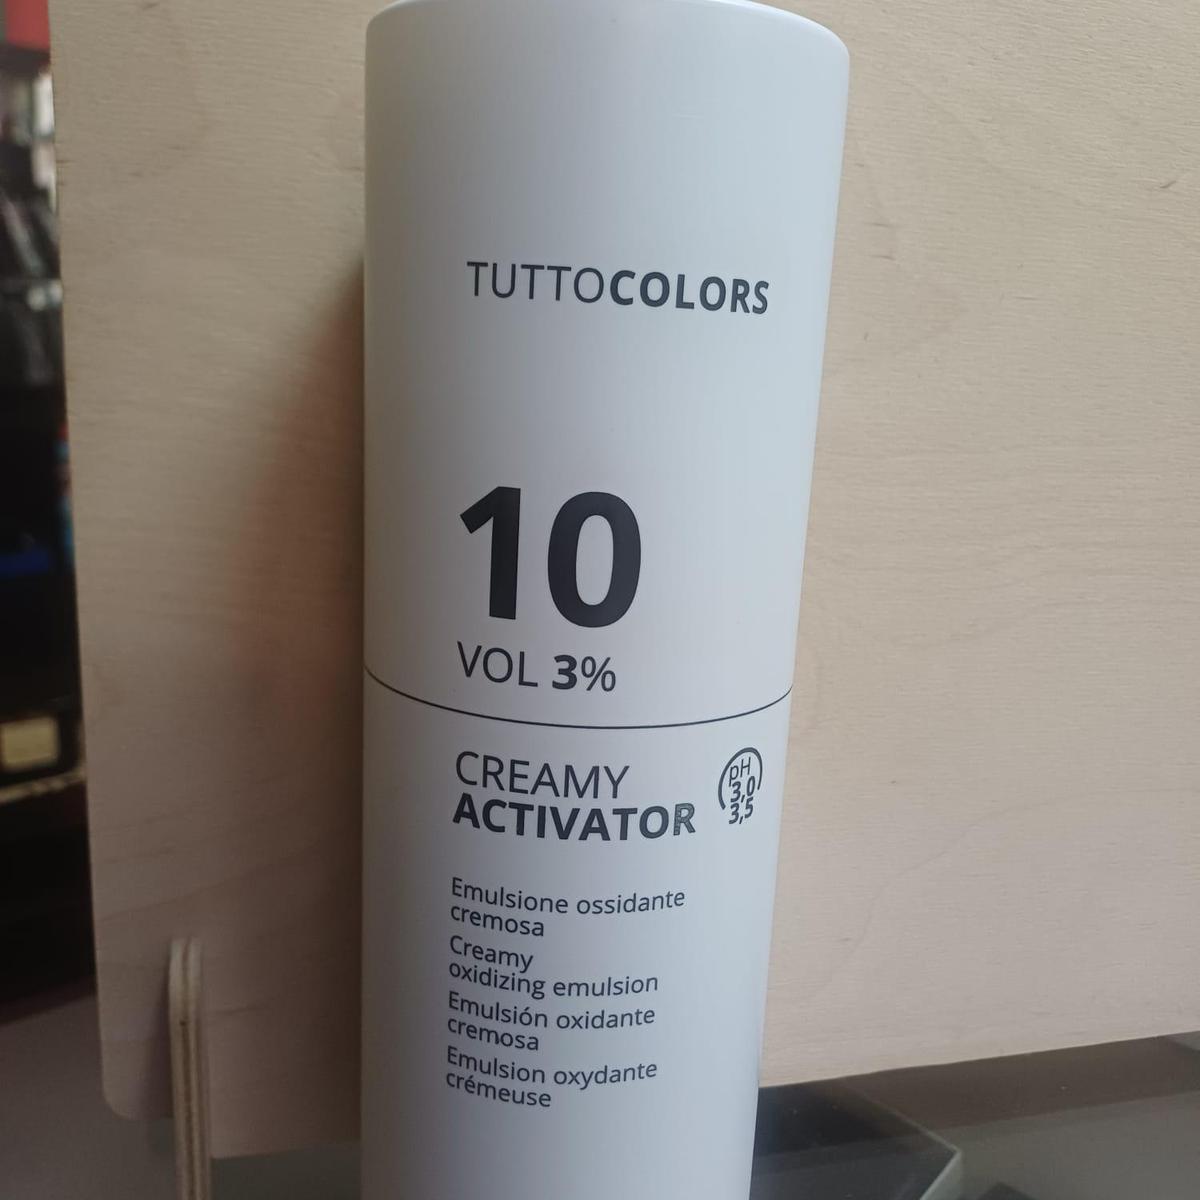 TUTTOCOLORS
10
VOL 3%
CREAMY
ACTIVATOR
pH
3,0
3,5
Emulsione ossidante
cremosa
Creamy
oxidizing emulsion
Emulsión oxidante
cremosa
Emulsion oxydante
crémeuse